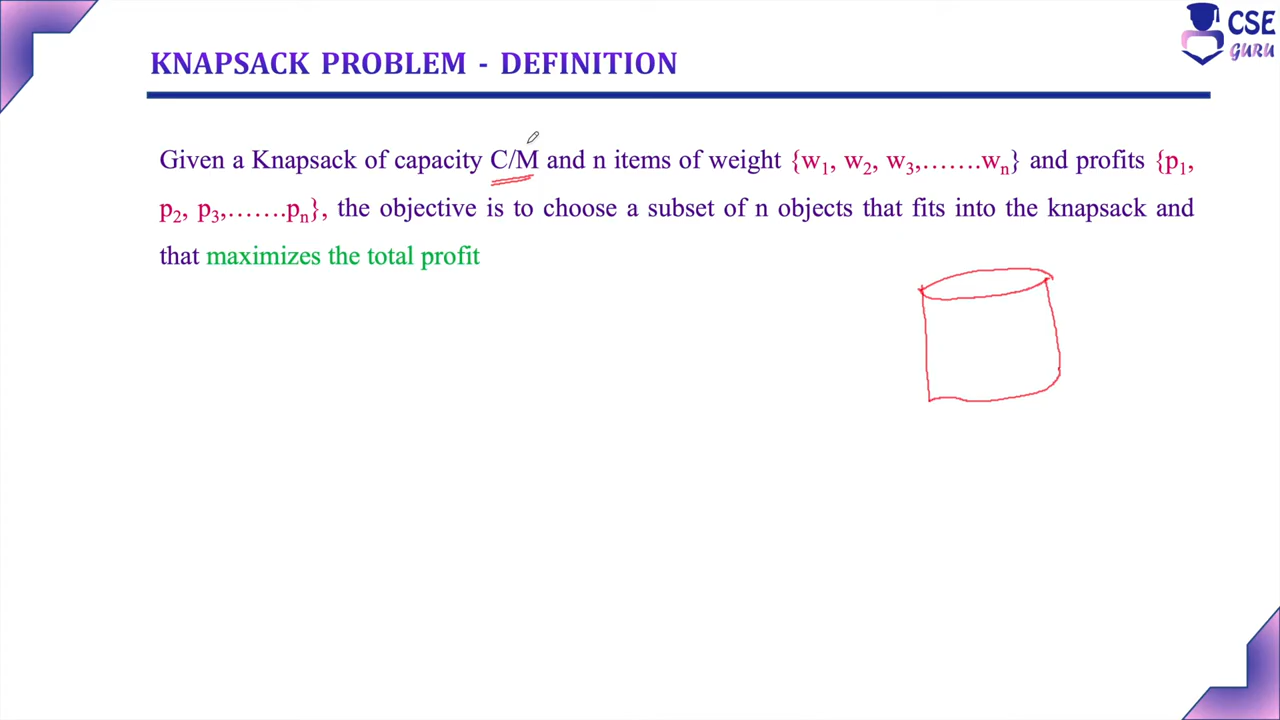 CSE
GURU
KNAPSACK PROBLEM - DEFINITION
Given a Knapsack of capacity C/M and n items of weight {w1, w2, w3,.......wn} and profits {p1,
p2, p3,.......pn}, the objective is to choose a subset of n objects that fits into the knapsack and
that maximizes the total profit